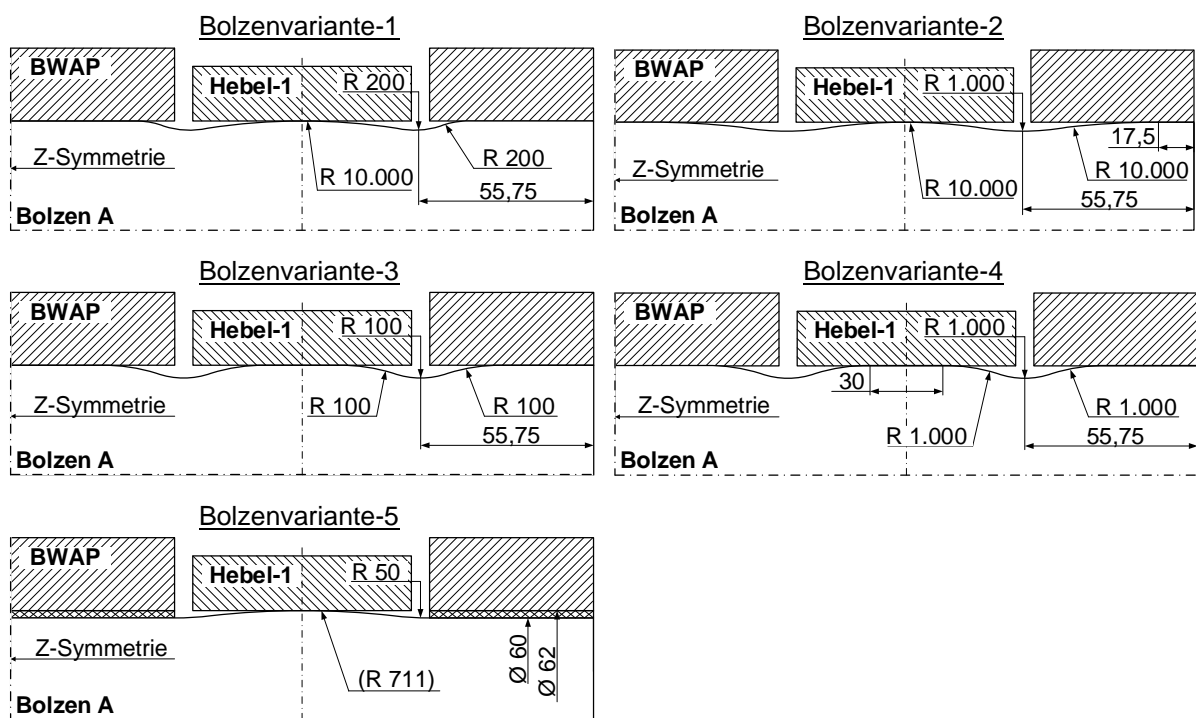 Bolzenvariante-1
BWAP
Hebel-1
R 200
Z-Symmetrie
R 10.000
R 200
55,75
Bolzen A
Bolzenvariante-2
BWAP
Hebel-1
R 1.000
17,5
Z-Symmetrie
R 10.000
R 10.000
55,75
Bolzen A
Bolzenvariante-3
BWAP
Hebel-1
R 100
Z-Symmetrie
R 100
R 100
55,75
Bolzen A
Bolzenvariante-4
BWAP
Hebel-1
R 1.000
30
Z-Symmetrie
R 1.000
R 1.000
55,75
Bolzen A
Bolzenvariante-5
BWAP
Hebel-1
R 50
Z-Symmetrie
(R 711)
Ø 60
Ø 62
Bolzen A